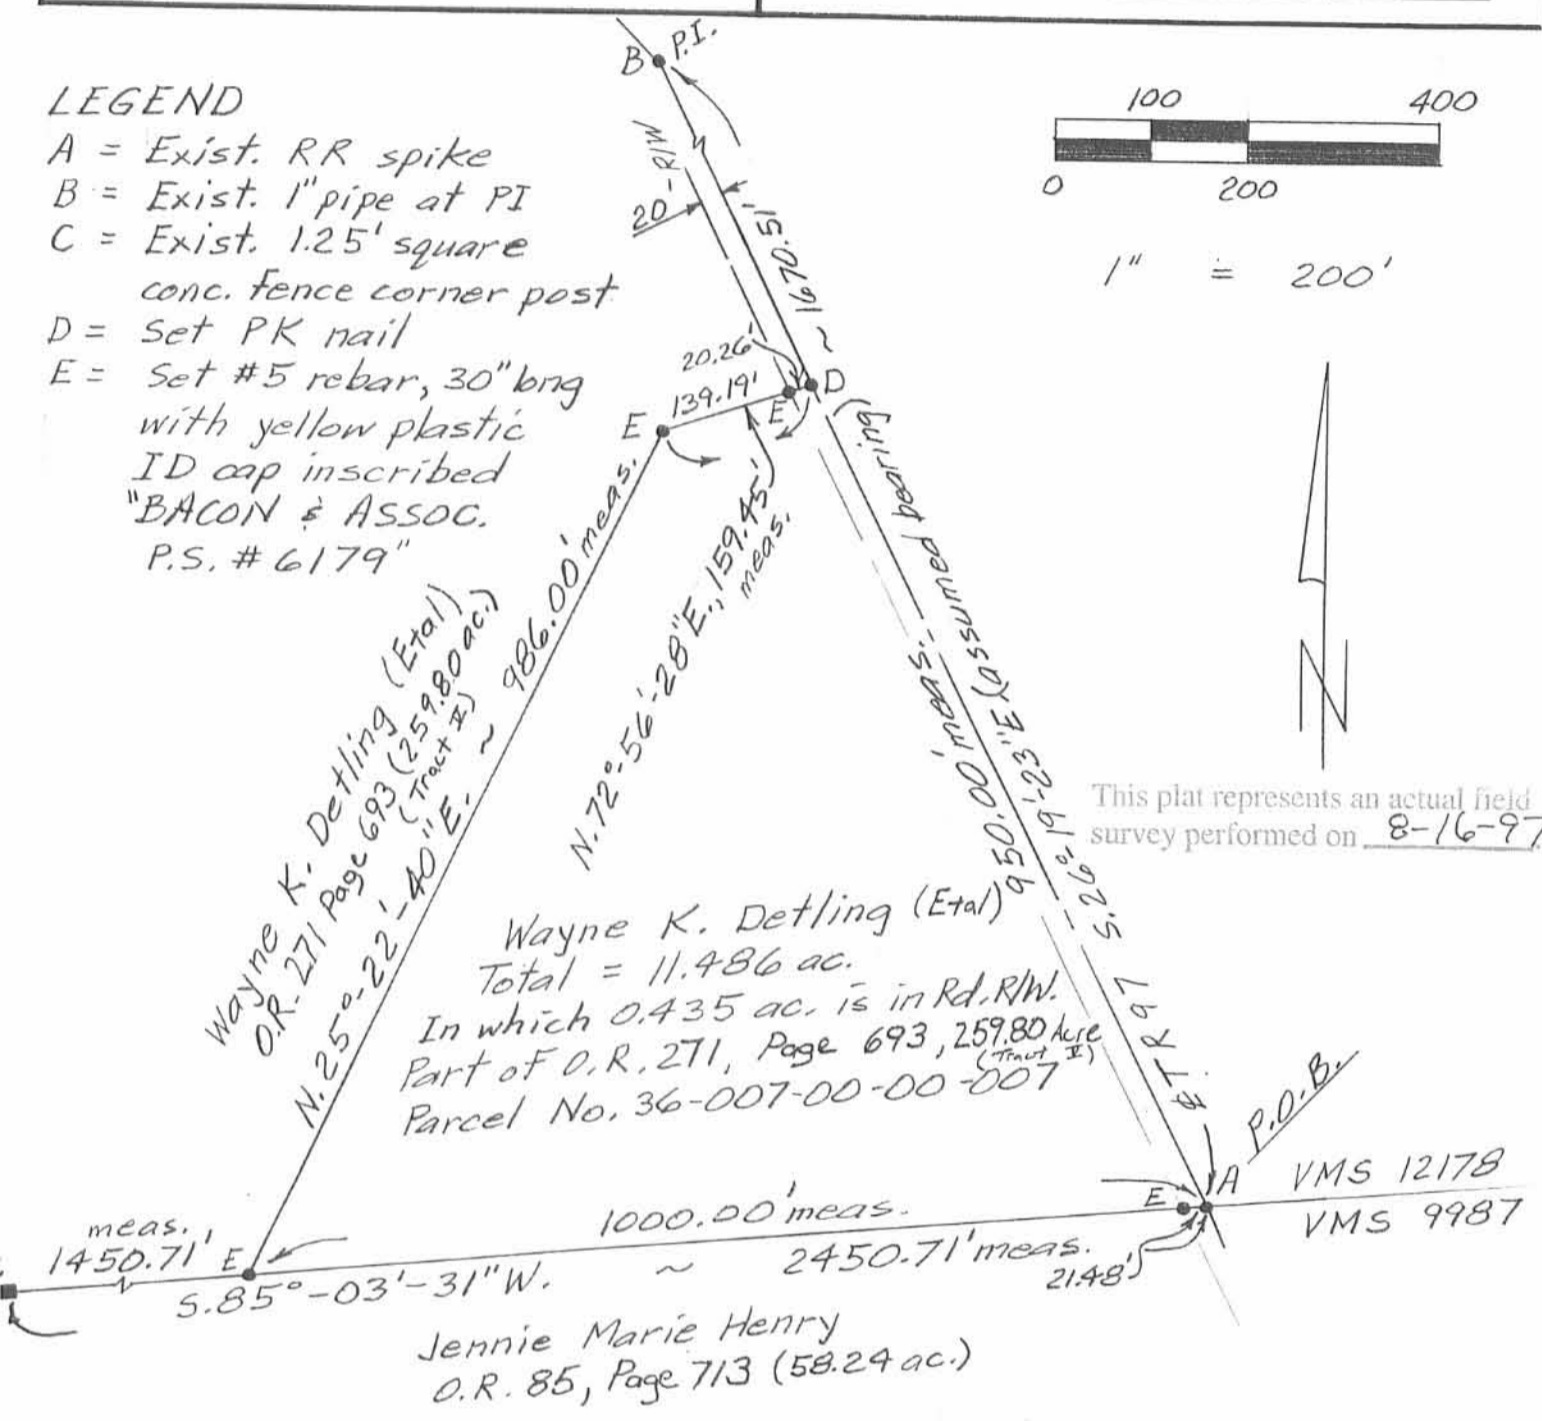 LEGEND
A = Exist. RR spike
B = Exist. 1" pipe at PI
C = Exist. 1.25' square
conc. fence corner post
D = Set PK nail
E = Set #5 rebar, 30" long
with yellow plastic
ID cap inscribed
"BACON & ASSOC.
P.S. # 6179"
B P.I.
20' R/W
~ 1670.51'
100 400
0 200
1" = 200'
20.26'
139.19'
E
E
D
N.72°-56'-28"E., 159.45'
meas.
950.00' meas.
S.26°-19'-23"E (assumed bearing)
N
This plat represents an actual field
survey performed on 8-16-97
Wayne K. Detling (Etal)
O.R. 271 Page 693 (259.80 ac.)
(Tract V)
N.25°-22'-40"E. ~ 986.00' meas.
Wayne K. Detling (Etal)
Total = 11.486 ac.
In which 0.435 ac. is in Rd. R/W.
Part of O.R. 271, Page 693, 259.80 Acre
(Tract V)
Parcel No. 36-007-00-00-007
℄ TR 97
P.O.B.
A
E
VMS 12178
VMS 9987
meas.
1450.71'
E
1000.00' meas.
S.85°-03'-31"W. ~ 2450.71' meas.
21.48'
Jennie Marie Henry
O.R. 85, Page 713 (58.24 ac.)